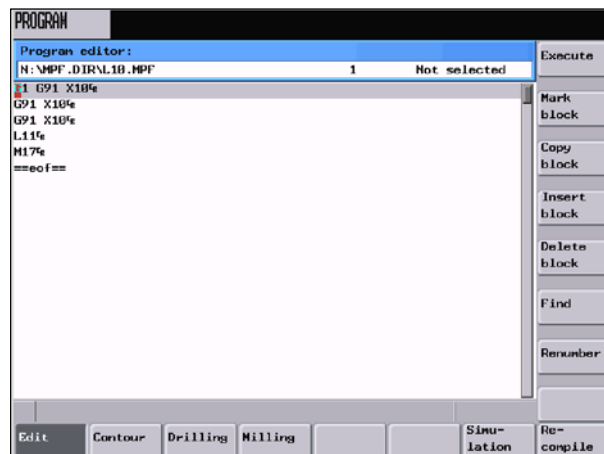 PROGRAM
Program editor:
N:\MPF.DIR\L10.MPF 1 Not selected
1 G91 X10
G91 X10
G91 X10
L11
M17
==eof==
Execute
Mark
block
Copy
block
Insert
block
Delete
block
Find
Renumber
Edit
Contour
Drilling
Milling
Simu-
lation
Re-
compile